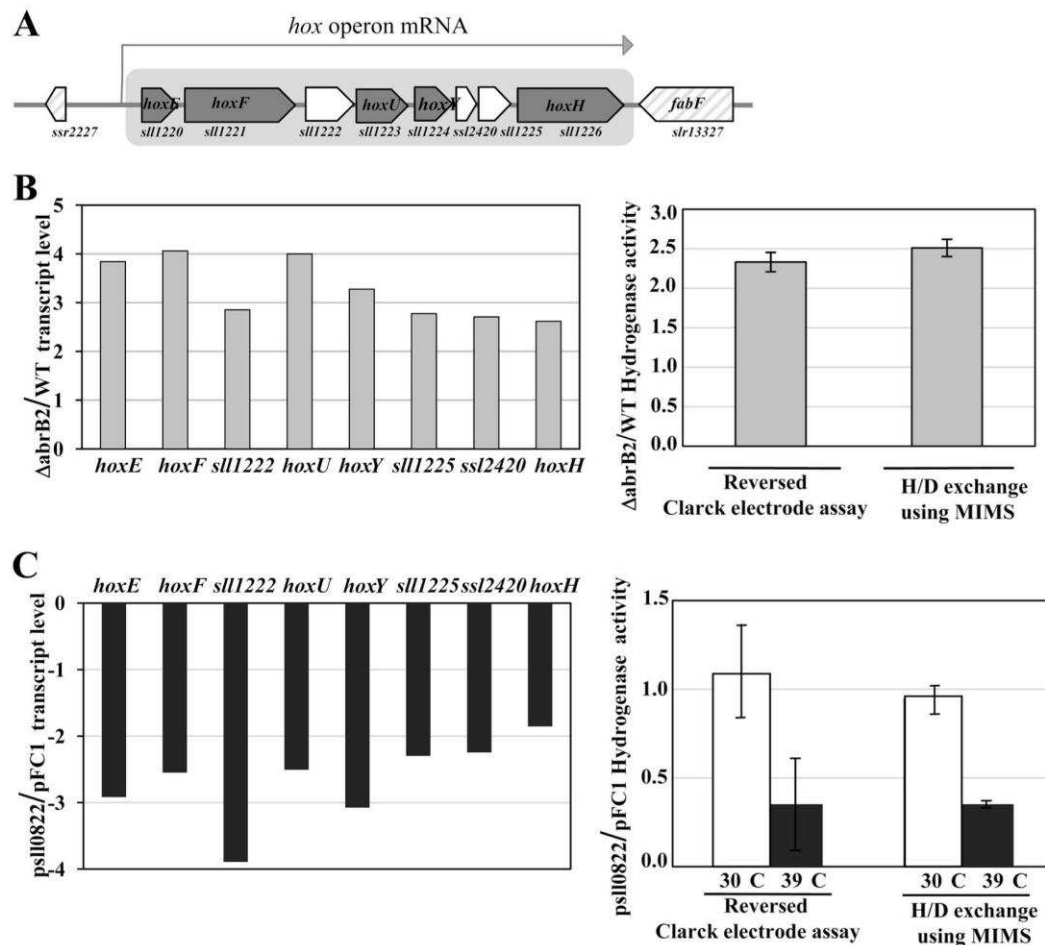 A
hox operon mRNA
hoxE hoxF hoxU hoxY hoxH fabF
ssr2227 sll1220 sll1221 sll1222 sll1223 sll1224 ssl2420 sll1225 sll1226 slr13327
B
ΔabrB2/WT transcript level
5
4
3
2
1
0
hoxE hoxF sll1222 hoxU hoxY sll1225 ssl2420 hoxH
ΔabrB2/WT Hydrogenase activity
3.0
2.5
2.0
1.5
1.0
0.5
0.0
Reversed
Clarck electrode assay
H/D exchange
using MIMS
C
hoxE hoxF sll1222 hoxU hoxY sll1225 ssl2420 hoxH
psll0822/pFC1 transcript level
0
-1
-2
-3
-4
psll0822/pFC1 Hydrogenase activity
1.5
1.0
0.5
0.0
30 C 39 C 30 C 39 C
Reversed
Clarck electrode assay
H/D exchange
using MIMS